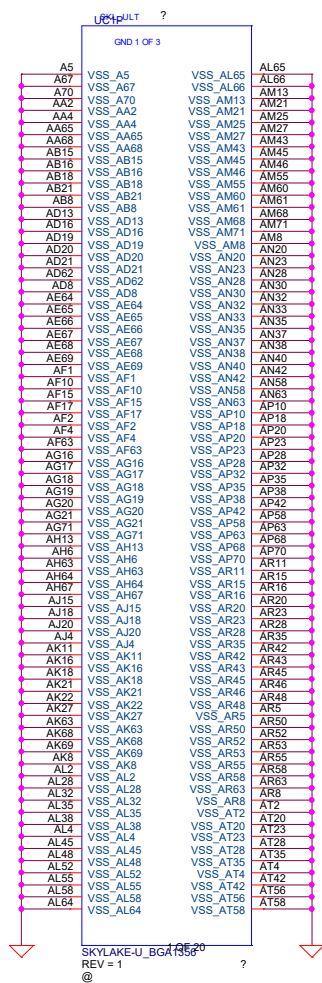 SKL_ULT
UC1P ?
GND 1 OF 3
A5 VSS_A5 VSS_AL65 AL65
A67 VSS_A67 VSS_AL66 AL66
A70 VSS_A70 VSS_AM13 AM13
AA2 VSS_AA2 VSS_AM21 AM21
AA4 VSS_AA4 VSS_AM25 AM25
AA65 VSS_AA65 VSS_AM27 AM27
AA68 VSS_AA68 VSS_AM43 AM43
AB15 VSS_AB15 VSS_AM45 AM45
AB16 VSS_AB16 VSS_AM46 AM46
AB18 VSS_AB18 VSS_AM55 AM55
AB21 VSS_AB21 VSS_AM60 AM60
AB8 VSS_AB8 VSS_AM61 AM61
AD13 VSS_AD13 VSS_AM68 AM68
AD16 VSS_AD16 VSS_AM71 AM71
AD19 VSS_AD19 VSS_AM8 AM8
AD20 VSS_AD20 VSS_AN20 AN20
AD21 VSS_AD21 VSS_AN23 AN23
AD62 VSS_AD62 VSS_AN28 AN28
AD8 VSS_AD8 VSS_AN30 AN30
AE64 VSS_AE64 VSS_AN32 AN32
AE65 VSS_AE65 VSS_AN33 AN33
AE66 VSS_AE66 VSS_AN35 AN35
AE67 VSS_AE67 VSS_AN37 AN37
AE68 VSS_AE68 VSS_AN38 AN38
AE69 VSS_AE69 VSS_AN40 AN40
AF1 VSS_AF1 VSS_AN42 AN42
AF10 VSS_AF10 VSS_AN58 AN58
AF15 VSS_AF15 VSS_AN63 AN63
AF17 VSS_AF17 VSS_AP10 AP10
AF2 VSS_AF2 VSS_AP18 AP18
AF4 VSS_AF4 VSS_AP20 AP20
AF63 VSS_AF63 VSS_AP23 AP23
AG16 VSS_AG16 VSS_AP28 AP28
AG17 VSS_AG17 VSS_AP32 AP32
AG18 VSS_AG18 VSS_AP35 AP35
AG19 VSS_AG19 VSS_AP38 AP38
AG20 VSS_AG20 VSS_AP42 AP42
AG21 VSS_AG21 VSS_AP58 AP58
AG71 VSS_AG71 VSS_AP63 AP63
AH13 VSS_AH13 VSS_AP68 AP68
AH6 VSS_AH6 VSS_AP70 AP70
AH63 VSS_AH63 VSS_AR11 AR11
AH64 VSS_AH64 VSS_AR15 AR15
AH67 VSS_AH67 VSS_AR16 AR16
AJ15 VSS_AJ15 VSS_AR20 AR20
AJ18 VSS_AJ18 VSS_AR23 AR23
AJ20 VSS_AJ20 VSS_AR28 AR28
AJ4 VSS_AJ4 VSS_AR35 AR35
AK11 VSS_AK11 VSS_AR42 AR42
AK16 VSS_AK16 VSS_AR43 AR43
AK18 VSS_AK18 VSS_AR45 AR45
AK21 VSS_AK21 VSS_AR46 AR46
AK22 VSS_AK22 VSS_AR48 AR48
AK27 VSS_AK27 VSS_AR5 AR5
AK63 VSS_AK63 VSS_AR50 AR50
AK68 VSS_AK68 VSS_AR52 AR52
AK69 VSS_AK69 VSS_AR53 AR53
AK8 VSS_AK8 VSS_AR55 AR55
AL2 VSS_AL2 VSS_AR58 AR58
AL28 VSS_AL28 VSS_AR63 AR63
AL32 VSS_AL32 VSS_AR8 AR8
AL35 VSS_AL35 VSS_AT2 AT2
AL38 VSS_AL38 VSS_AT20 AT20
AL4 VSS_AL4 VSS_AT23 AT23
AL45 VSS_AL45 VSS_AT28 AT28
AL48 VSS_AL48 VSS_AT35 AT35
AL52 VSS_AL52 VSS_AT4 AT4
AL55 VSS_AL55 VSS_AT42 AT42
AL58 VSS_AL58 VSS_AT56 AT56
AL64 VSS_AL64 VSS_AT58 AT58
1 OF 20
SKYLAKE-U_BGA1356
REV = 1 ?
@